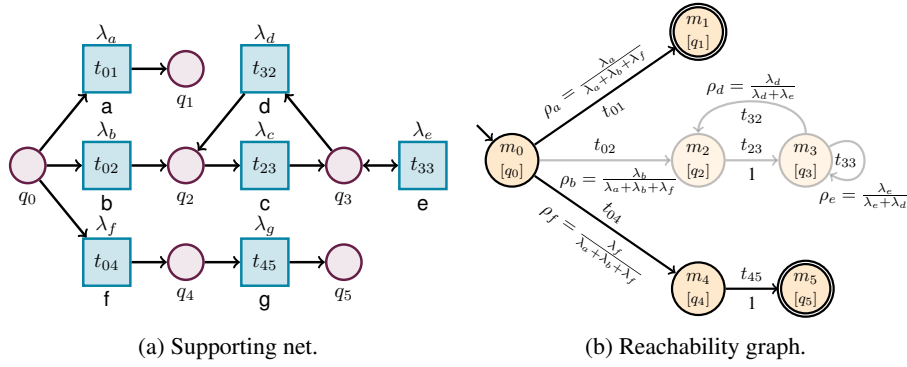 λ_a
t_01
a
q_1
λ_d
t_32
d
λ_b
λ_c
λ_e
q_0
t_02
b
q_2
t_23
c
q_3
t_33
e
λ_f
t_04
f
q_4
λ_g
t_45
g
q_5
(a) Supporting net.
m_1
[q_1]
ρ_a = λ_a/(λ_a+λ_b+λ_f)
t_01
ρ_d = λ_d/(λ_d+λ_e)
t_32
m_0
[q_0]
t_02
ρ_b = λ_b/(λ_a+λ_b+λ_f)
m_2
[q_2]
t_23
1
m_3
[q_3]
t_33
ρ_e = λ_e/(λ_e+λ_d)
t_04
ρ_f = λ_f/(λ_a+λ_b+λ_f)
m_4
[q_4]
t_45
1
m_5
[q_5]
(b) Reachability graph.